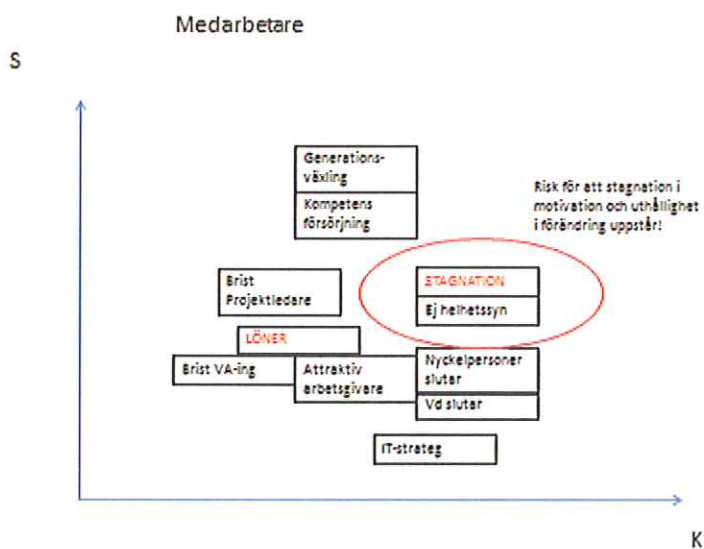 Medarbetare
S
Generations-
växling
Kompetens
försörjning
Risk för att stagnation i
motivation och uthållighet
i förändring uppstår!
Brist
Projektledare
STAGNATION
Ej helhetssyn
LÖNER
Brist VA-ing
Attraktiv
arbetsgivare
Nyckelpersoner
slutar
Vd slutar
IT-strateg
K